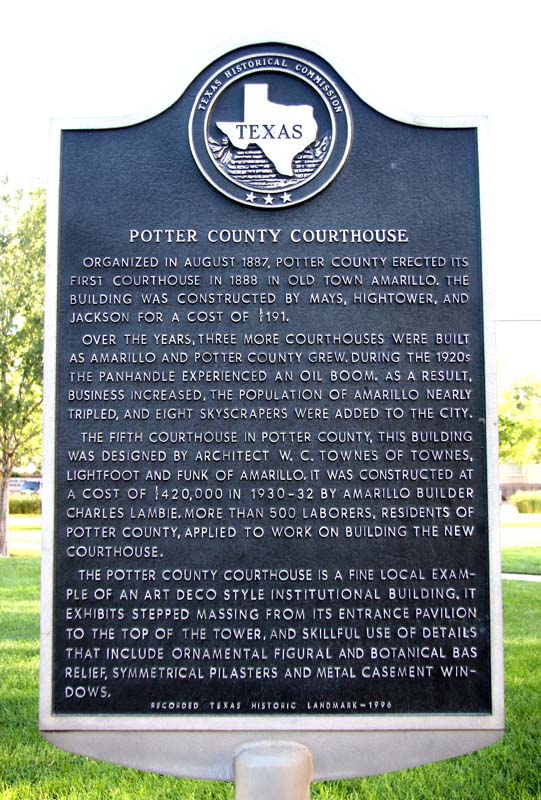 TEXAS HISTORICAL COMMISSION
TEXAS
POTTER COUNTY COURTHOUSE
ORGANIZED IN AUGUST 1887, POTTER COUNTY ERECTED ITS
FIRST COURTHOUSE IN 1888 IN OLD TOWN AMARILLO. THE
BUILDING WAS CONSTRUCTED BY MAYS, HIGHTOWER, AND
JACKSON FOR A COST OF $191.
OVER THE YEARS, THREE MORE COURTHOUSES WERE BUILT
AS AMARILLO AND POTTER COUNTY GREW. DURING THE 1920s
THE PANHANDLE EXPERIENCED AN OIL BOOM. AS A RESULT,
BUSINESS INCREASED, THE POPULATION OF AMARILLO NEARLY
TRIPLED, AND EIGHT SKYSCRAPERS WERE ADDED TO THE CITY.
THE FIFTH COURTHOUSE IN POTTER COUNTY, THIS BUILDING
WAS DESIGNED BY ARCHITECT W. C. TOWNES OF TOWNES,
LIGHTFOOT AND FUNK OF AMARILLO. IT WAS CONSTRUCTED AT
A COST OF $420,000 IN 1930-32 BY AMARILLO BUILDER
CHARLES LAMBIE. MORE THAN 500 LABORERS, RESIDENTS OF
POTTER COUNTY, APPLIED TO WORK ON BUILDING THE NEW
COURTHOUSE.
THE POTTER COUNTY COURTHOUSE IS A FINE LOCAL EXAM-
PLE OF AN ART DECO STYLE INSTITUTIONAL BUILDING. IT
EXHIBITS STEPPED MASSING FROM ITS ENTRANCE PAVILION
TO THE TOP OF THE TOWER, AND SKILLFUL USE OF DETAILS
THAT INCLUDE ORNAMENTAL FIGURAL AND BOTANICAL BAS
RELIEF, SYMMETRICAL PILASTERS AND METAL CASEMENT WIN-
DOWS.
RECORDED TEXAS HISTORIC LANDMARK-1996